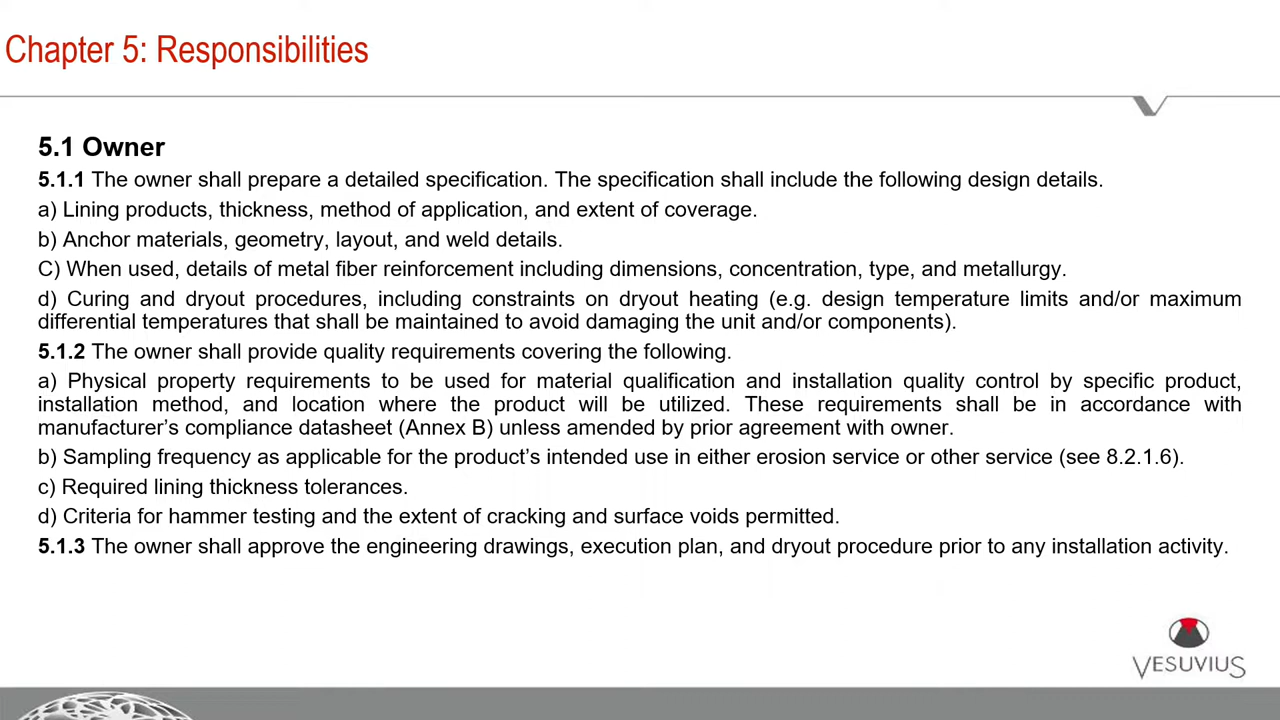 Chapter 5: Responsibilities
5.1 Owner
5.1.1 The owner shall prepare a detailed specification. The specification shall include the following design details.
a) Lining products, thickness, method of application, and extent of coverage.
b) Anchor materials, geometry, layout, and weld details.
C) When used, details of metal fiber reinforcement including dimensions, concentration, type, and metallurgy.
d) Curing and dryout procedures, including constraints on dryout heating (e.g. design temperature limits and/or maximum
differential temperatures that shall be maintained to avoid damaging the unit and/or components).
5.1.2 The owner shall provide quality requirements covering the following.
a) Physical property requirements to be used for material qualification and installation quality control by specific product,
installation method, and location where the product will be utilized. These requirements shall be in accordance with
manufacturer’s compliance datasheet (Annex B) unless amended by prior agreement with owner.
b) Sampling frequency as applicable for the product’s intended use in either erosion service or other service (see 8.2.1.6).
c) Required lining thickness tolerances.
d) Criteria for hammer testing and the extent of cracking and surface voids permitted.
5.1.3 The owner shall approve the engineering drawings, execution plan, and dryout procedure prior to any installation activity.
VESUVIUS